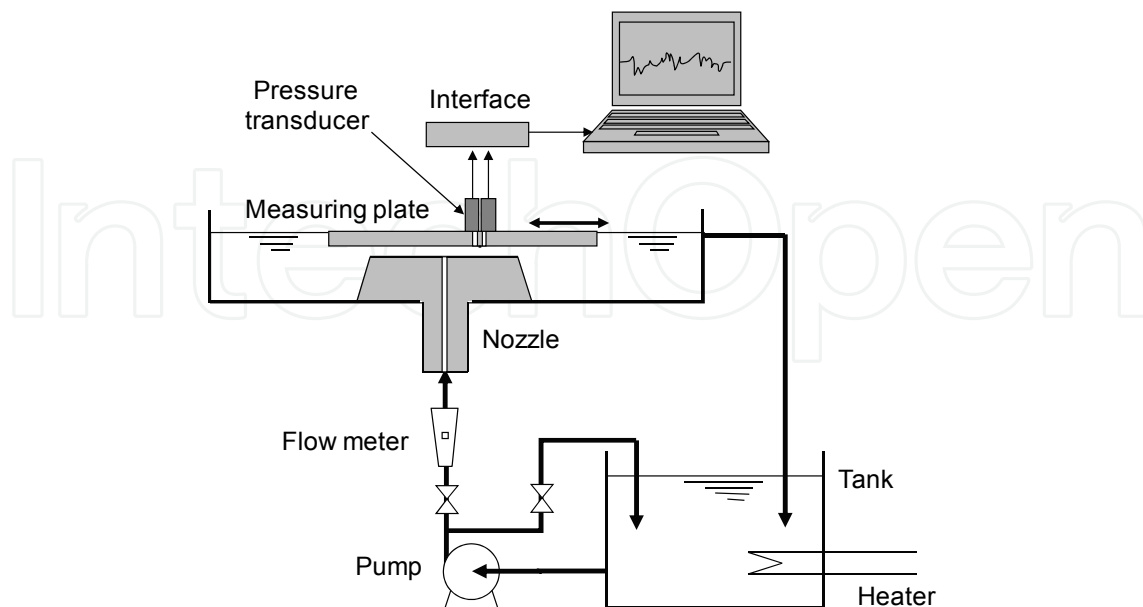 Pressure
transducer
Interface
Measuring plate
Nozzle
Flow meter
Tank
Pump
Heater
IntechOpen